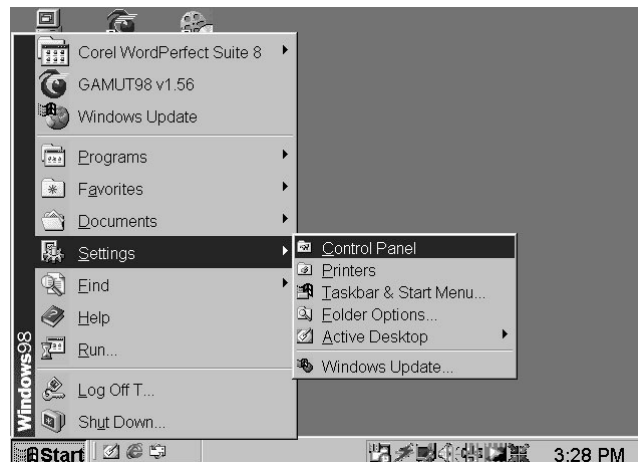 Corel WordPerfect Suite 8
GAMUT98 v1.56
Windows Update
Programs
Favorites
Documents
Settings
Find
Help
Run...
Log Off T...
Shut Down...
Windows98
Control Panel
Printers
Taskbar & Start Menu...
Folder Options...
Active Desktop
Windows Update...
Start
3:28 PM